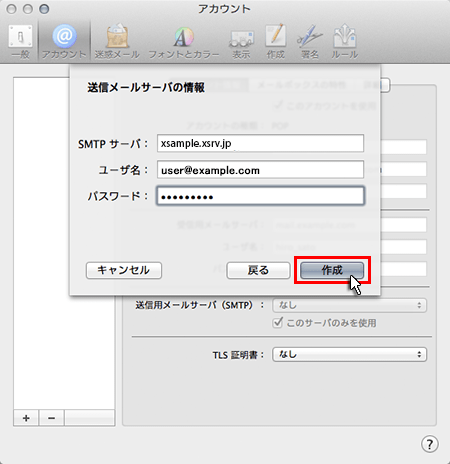 アカウント
一般 アカウント 迷惑メール フォントとカラー 表示 作成 署名 ルール
送信メールサーバの情報
このアカウントを使用
SMTP サーバ： xsample.xsrv.jp
ユーザ名： user@example.com
パスワード： •••••••••
キャンセル 戻る 作成
送信用メールサーバ（SMTP）： なし
このサーバのみを使用
TLS 証明書： なし
+ −
?